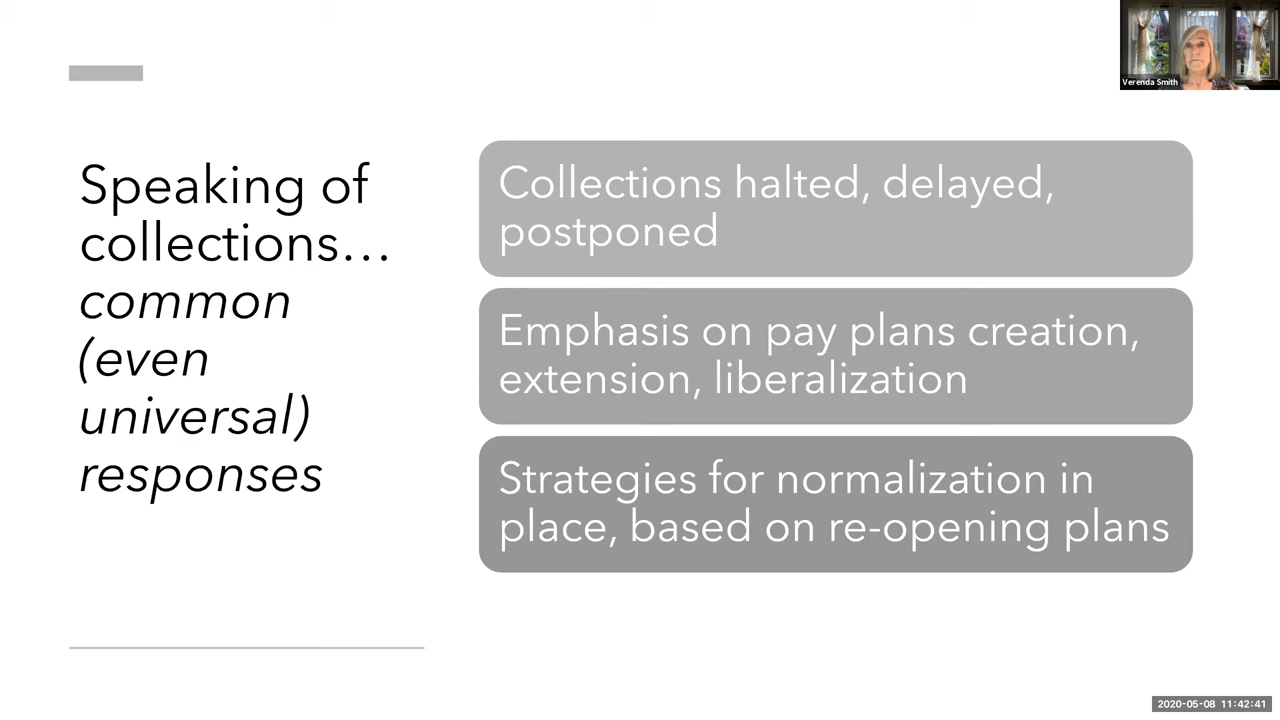 Verenda Smith
Speaking of
collections...
common
(even
universal)
responses
Collections halted, delayed,
postponed
Emphasis on pay plans creation,
extension, liberalization
Strategies for normalization in
place, based on re-opening plans
2020-05-08 11:42:41